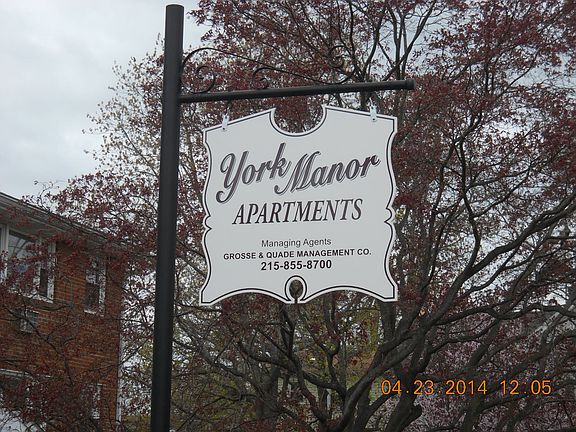 York Manor
APARTMENTS
Managing Agents
GROSSE & QUADE MANAGEMENT CO.
215-855-8700
04.23.2014 12:05